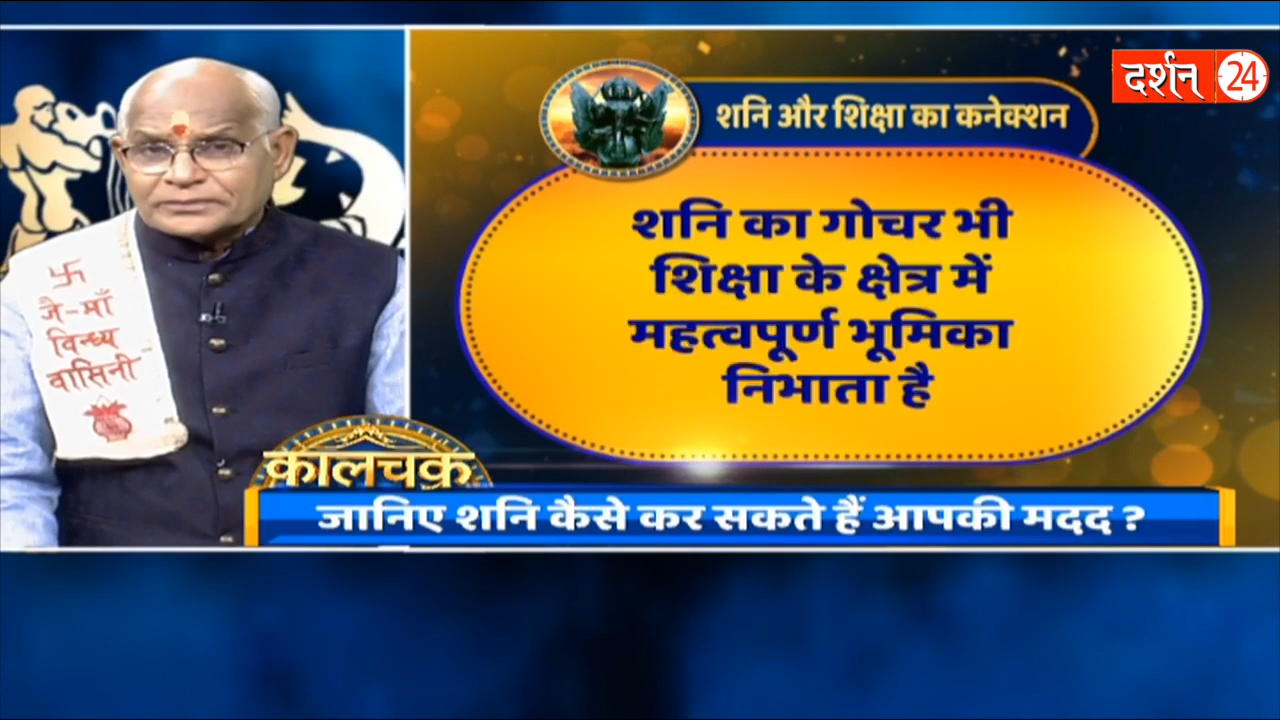 दर्शन 24
शनि और शिक्षा का कनेक्शन
शनि का गोचर भी
शिक्षा के क्षेत्र में
महत्वपूर्ण भूमिका
निभाता है
जै-माँ
विन्ध्य
वासिनी
कालचक्र
जानिए शनि कैसे कर सकते हैं आपकी मदद ?